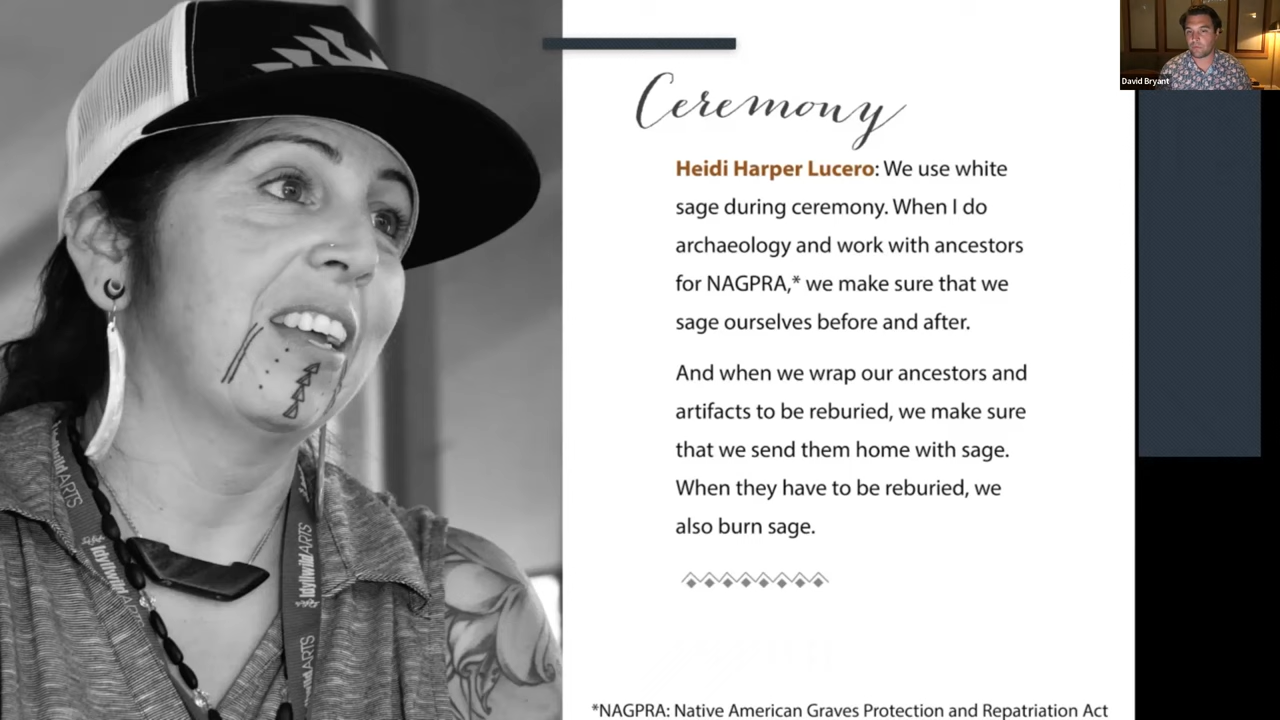 Ceremony
David Bryant
Heidi Harper Lucero: We use white
sage during ceremony. When I do
archaeology and work with ancestors
for NAGPRA,* we make sure that we
sage ourselves before and after.
And when we wrap our ancestors and
artifacts to be reburied, we make sure
that we send them home with sage.
When they have to be reburied, we
also burn sage.
*NAGPRA: Native American Graves Protection and Repatriation Act
IdyllwildARTS
IdyllwildARTS
IdyllwildARTS